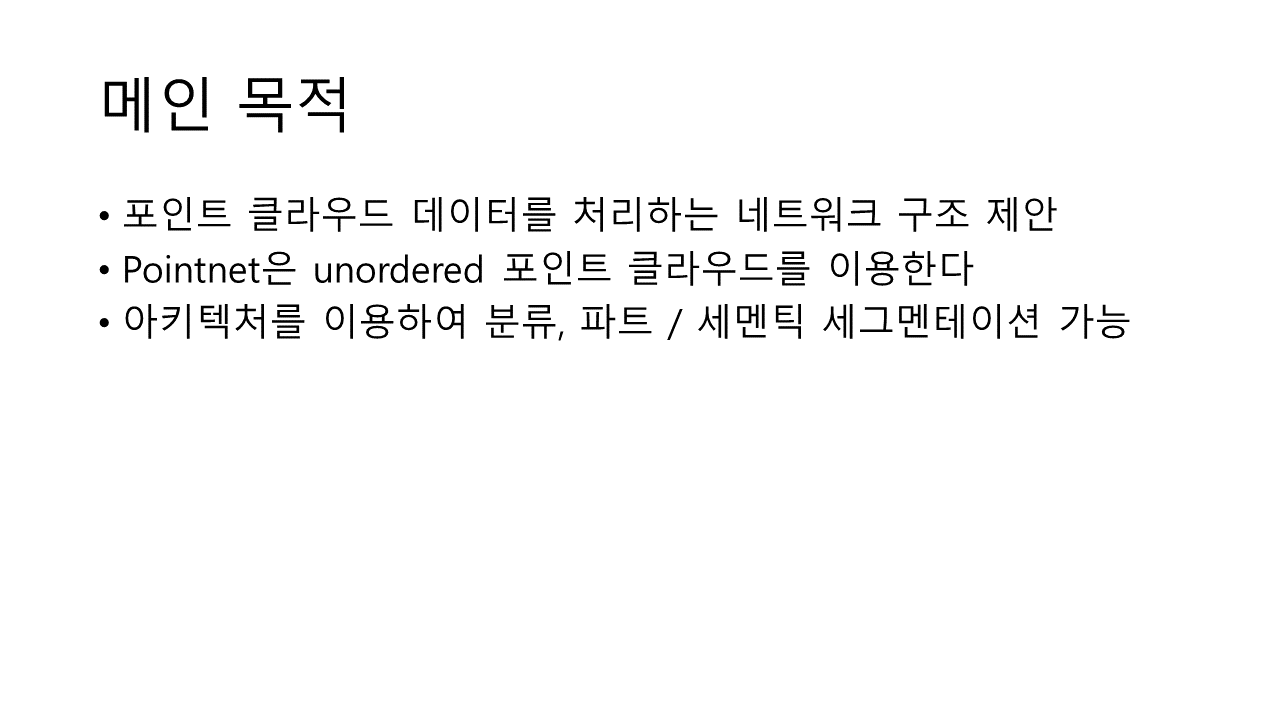 메인 목적
• 포인트 클라우드 데이터를 처리하는 네트워크 구조 제안
• Pointnet은 unordered 포인트 클라우드를 이용한다
• 아키텍처를 이용하여 분류, 파트 / 세멘틱 세그멘테이션 가능